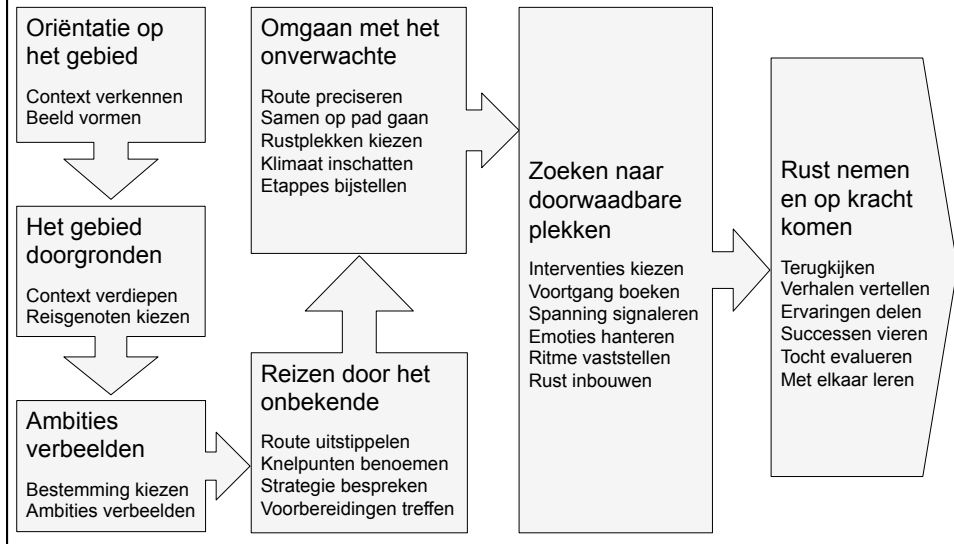 Oriëntatie op
het gebied
Context verkennen
Beeld vormen
Het gebied
doorgronden
Context verdiepen
Reisgenoten kiezen
Ambities
verbeelden
Bestemming kiezen
Ambities verbeelden
Reizen door het
onbekende
Route uitstippelen
Knelpunten benoemen
Strategie bespreken
Voorbereidingen treffen
Omgaan met het
onverwachte
Route preciseren
Samen op pad gaan
Rustplekken kiezen
Klimaat inschatten
Etappes bijstellen
Zoeken naar
doorwaadbare
plekken
Interventies kiezen
Voortgang boeken
Spanning signaleren
Emoties hanteren
Ritme vaststellen
Rust inbouwen
Rust nemen
en op kracht
komen
Terugkijken
Verhalen vertellen
Ervaringen delen
Successen vieren
Tocht evalueren
Met elkaar leren